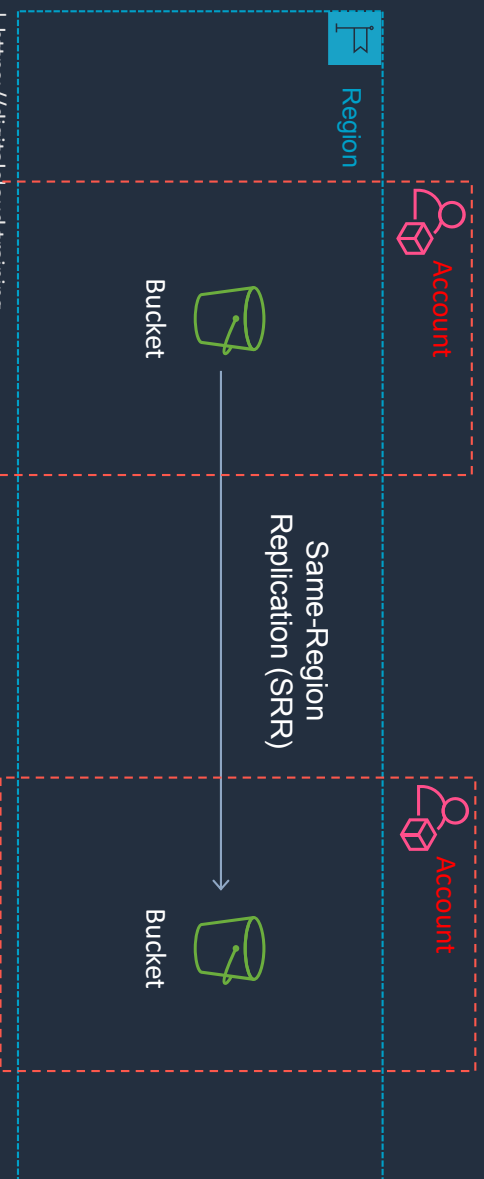 Region
Account
Bucket
Same-Region
Replication (SRR)
Account
Bucket